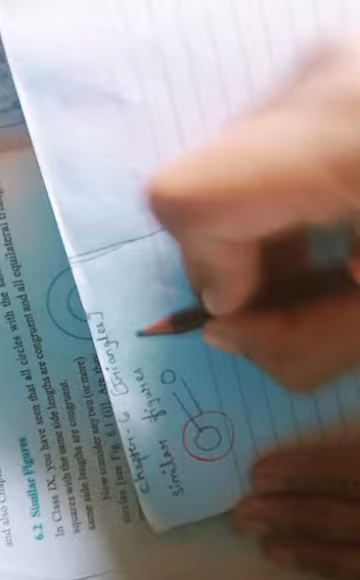 and also
6.2 Similar Figures
In Class IX, you have seen that all circles with the
squares with the same side lengths are congruent and all equilateral
same side lengths are congruent.
Now consider any two (or more)
circles [see Fig. 6.1 (i)]. Are they
Chapter - 6 [Triangles]
Similar figures